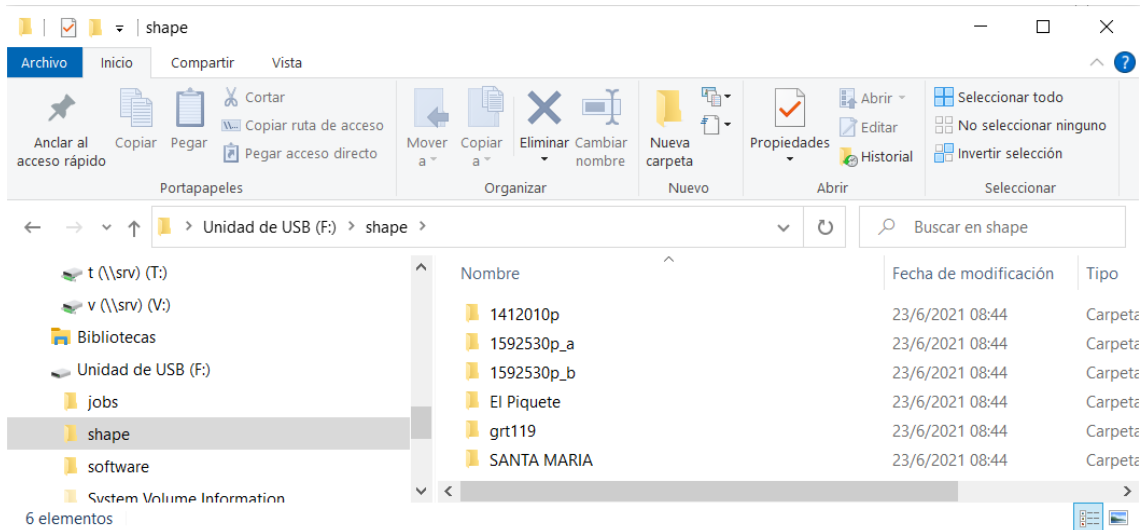 shape
Archivo Inicio Compartir Vista
Anclar al acceso rápido
Copiar
Pegar
Cortar
Copiar ruta de acceso
Pegar acceso directo
Portapapeles
Mover a
Copiar a
Eliminar
Cambiar nombre
Organizar
Nueva carpeta
Nuevo
Propiedades
Abrir
Editar
Historial
Abrir
Seleccionar todo
No seleccionar ninguno
Invertir selección
Seleccionar
Unidad de USB (F:) > shape >
Buscar en shape
t (\\srv) (T:)
v (\\srv) (V:)
Bibliotecas
Unidad de USB (F:)
jobs
shape
software
System Volume Information
Nombre Fecha de modificación Tipo
1412010p 23/6/2021 08:44 Carpeta
1592530p_a 23/6/2021 08:44 Carpeta
1592530p_b 23/6/2021 08:44 Carpeta
El Piquete 23/6/2021 08:44 Carpeta
grt119 23/6/2021 08:44 Carpeta
SANTA MARIA 23/6/2021 08:44 Carpeta
6 elementos